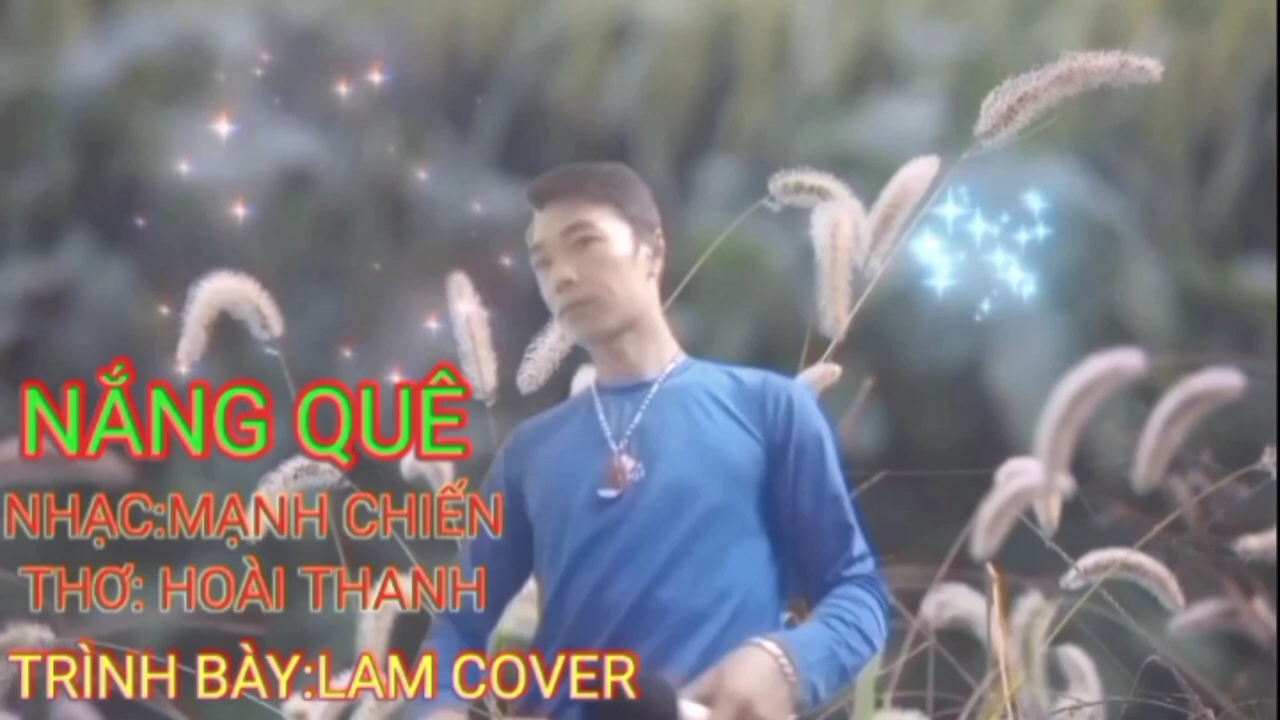 NẮNG QUÊ
NHẠC:MẠNH CHIẾN
THƠ: HOÀI THANH
TRÌNH BÀY:LAM COVER